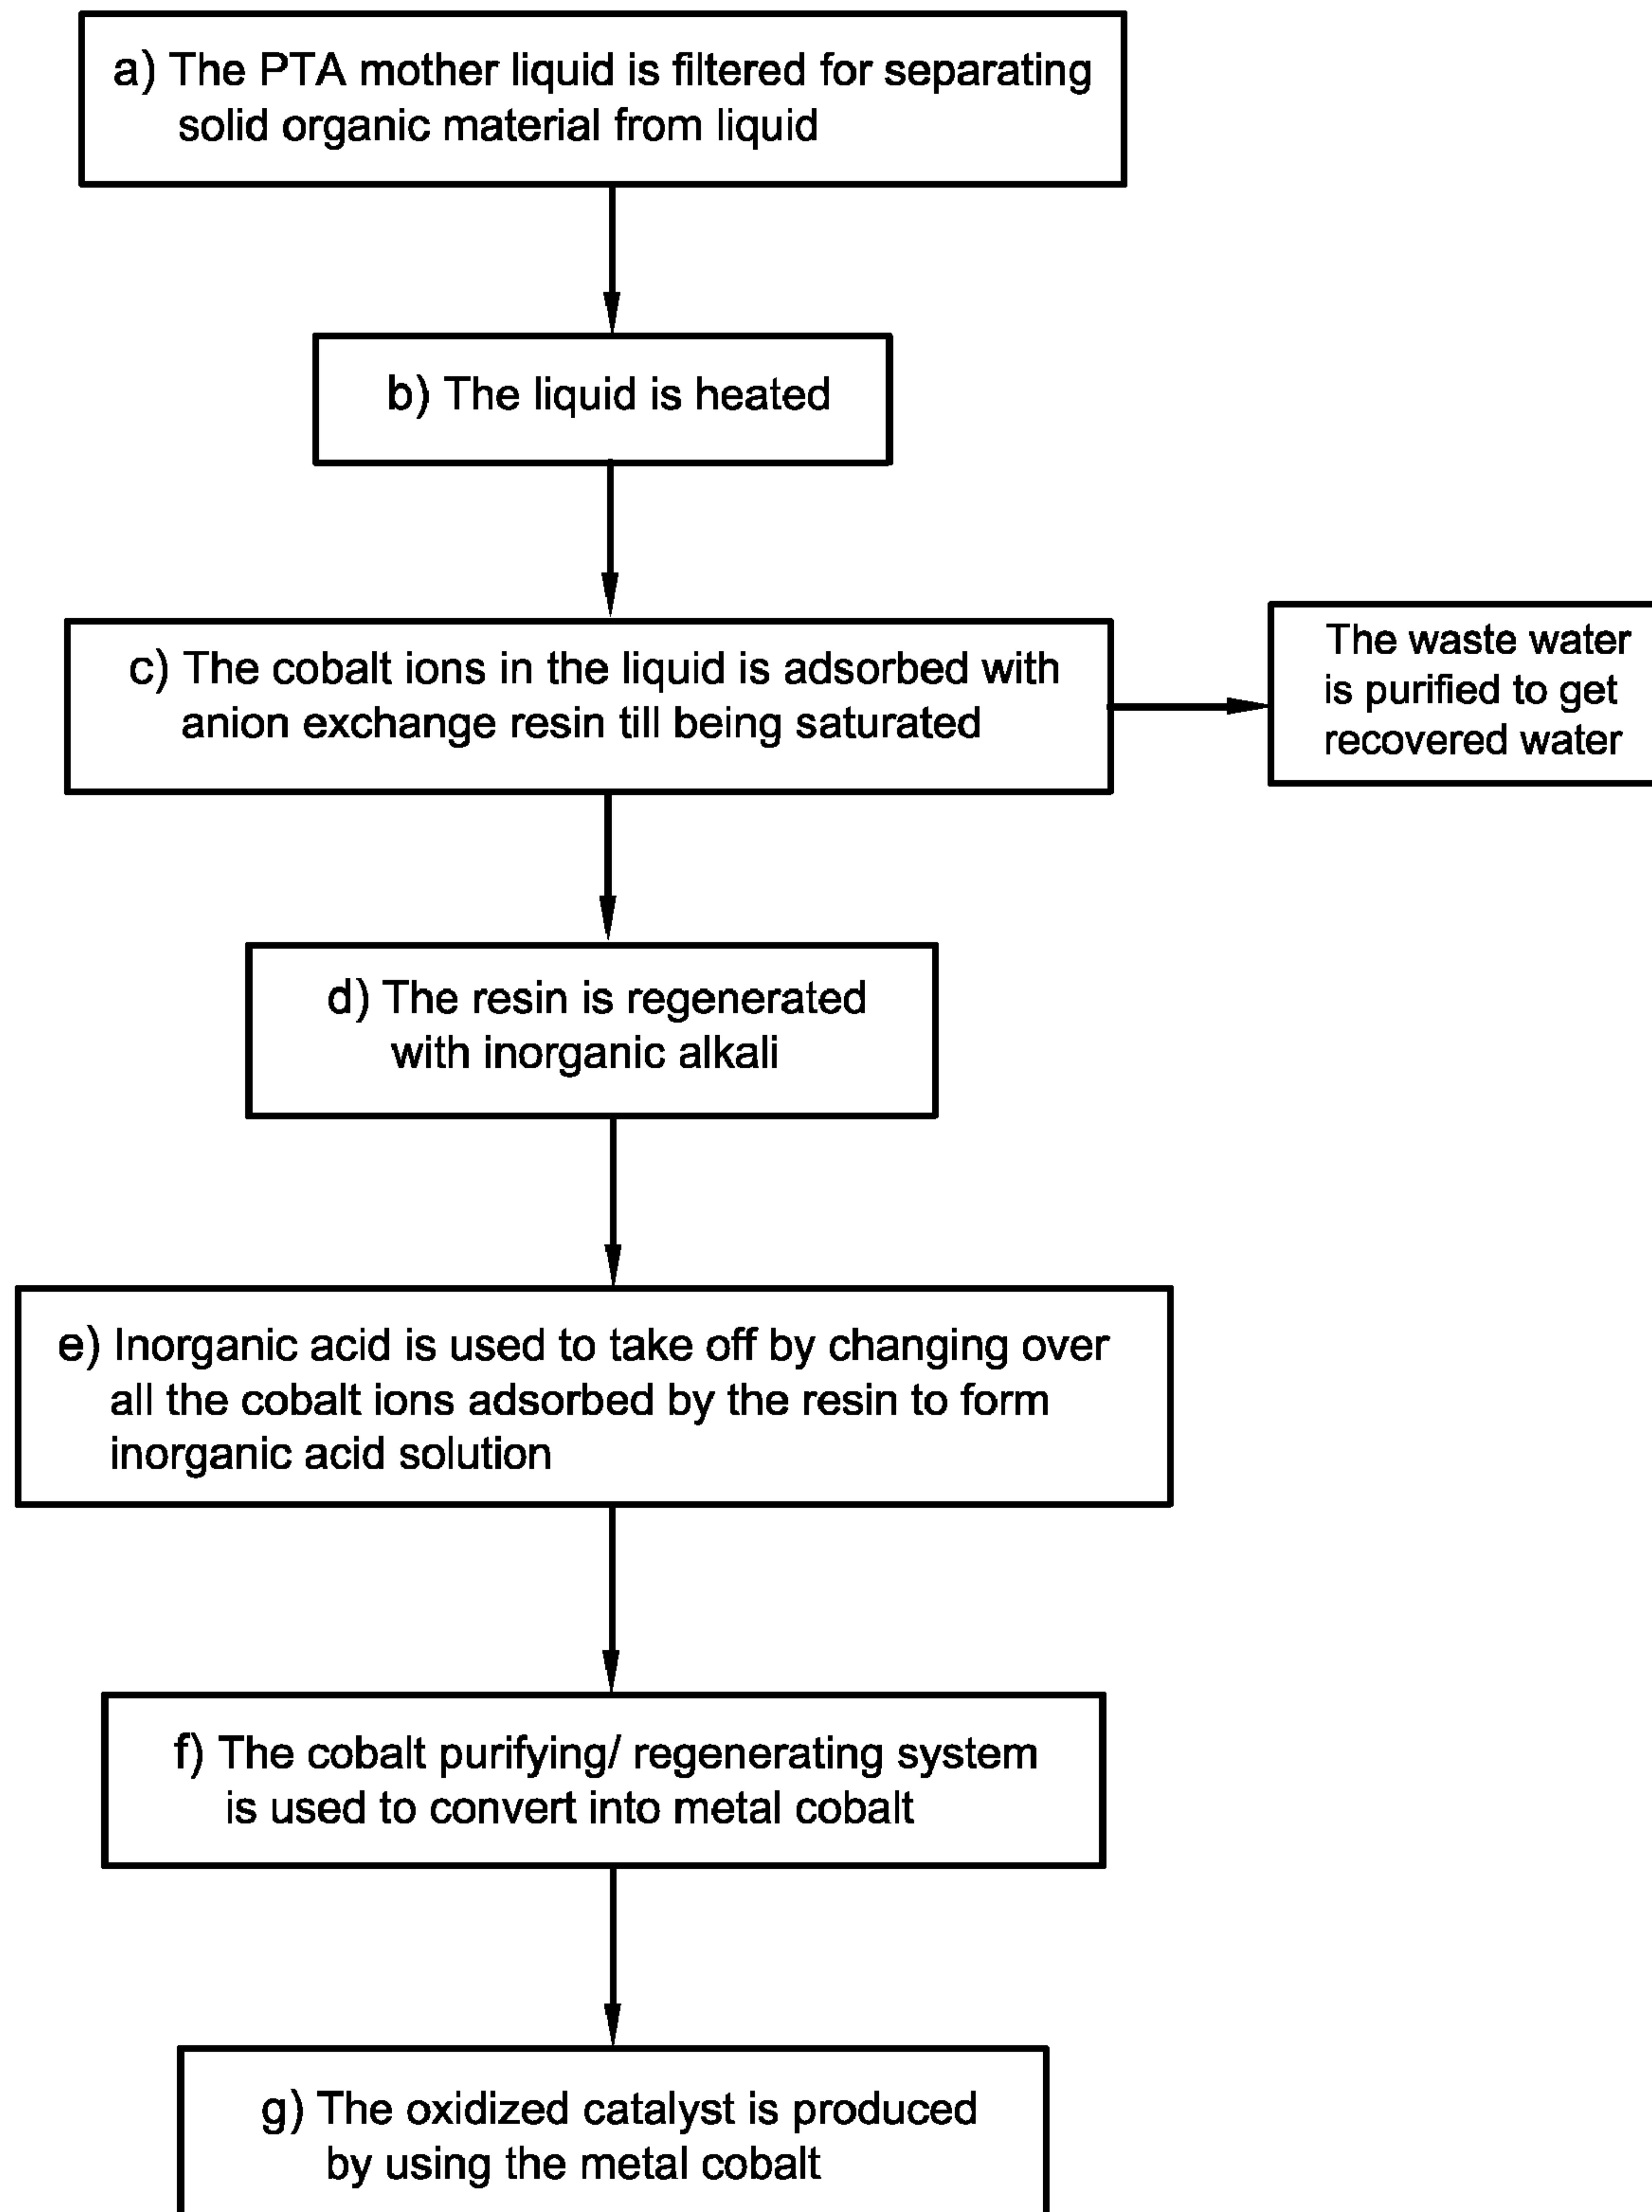 a) The PTA mother liquid is filtered for separating
solid organic material from liquid
b) The liquid is heated
c) The cobalt ions in the liquid is adsorbed with
anion exchange resin till being saturated
The waste water
is purified to get
recovered water
d) The resin is regenerated
with inorganic alkali
e) Inorganic acid is used to take off by changing over
all the cobalt ions adsorbed by the resin to form
inorganic acid solution
f) The cobalt purifying/ regenerating system
is used to convert into metal cobalt
g) The oxidized catalyst is produced
by using the metal cobalt